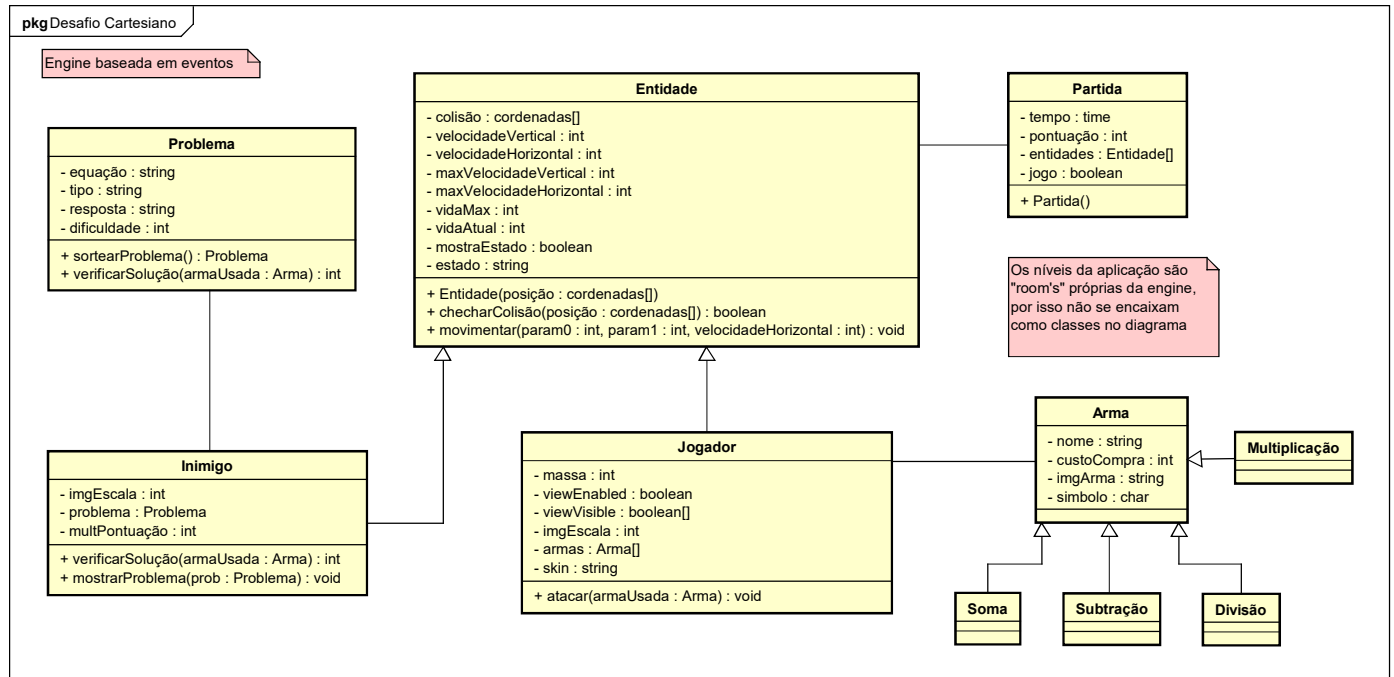 pkg Desafio Cartesiano
Engine baseada em eventos
Problema
- equação : string
- tipo : string
- resposta : string
- dificuldade : int
+ sortearProblema() : Problema
+ verificarSolução(armaUsada : Arma) : int
Entidade
- colisão : cordenadas[]
- velocidadeVertical : int
- velocidadeHorizontal : int
- maxVelocidadeVertical : int
- maxVelocidadeHorizontal : int
- vidaMax : int
- vidaAtual : int
- mostraEstado : boolean
- estado : string
+ Entidade(posição : cordenadas[])
+ checharColisão(posição : cordenadas[]) : boolean
+ movimentar(param0 : int, param1 : int, velocidadeHorizontal : int) : void
Partida
- tempo : time
- pontuação : int
- entidades : Entidade[]
- jogo : boolean
+ Partida()
Os níveis da aplicação são
"room's" próprias da engine,
por isso não se encaixam
como classes no diagrama
Inimigo
- imgEscala : int
- problema : Problema
- multPontuação : int
+ verificarSolução(armaUsada : Arma) : int
+ mostrarProblema(prob : Problema) : void
Jogador
- massa : int
- viewEnabled : boolean
- viewVisible : boolean[]
- imgEscala : int
- armas : Arma[]
- skin : string
+ atacar(armaUsada : Arma) : void
Arma
- nome : string
- custoCompra : int
- imgArma : string
- simbolo : char
Multiplicação
Soma
Subtração
Divisão